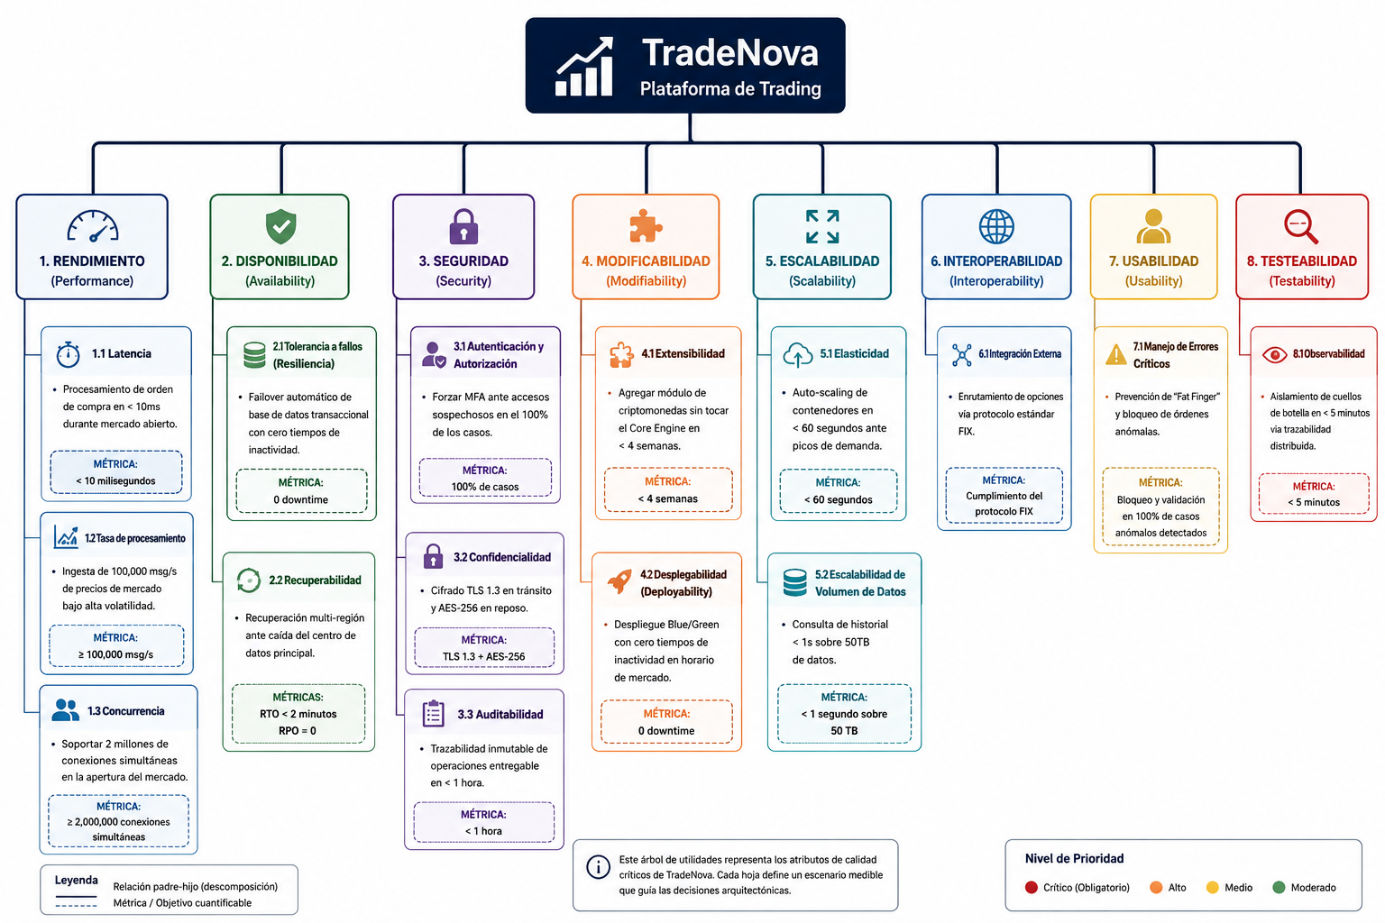 TradeNova
Plataforma de Trading
1. RENDIMIENTO
(Performance)
1.1 Latencia
• Procesamiento de orden
de compra en < 10ms
durante mercado abierto.
MÉTRICA:
< 10 milisegundos
1.2 Tasa de procesamiento
• Ingesta de 100,000 msg/s
de precios de mercado
bajo alta volatilidad.
MÉTRICA:
≥ 100,000 msg/s
1.3 Concurrencia
• Soportar 2 millones de
conexiones simultáneas
en la apertura del mercado.
MÉTRICA:
≥ 2,000,000 conexiones
simultáneas
2. DISPONIBILIDAD
(Availability)
2.1 Tolerancia a fallos
(Resiliencia)
• Failover automático de
base de datos transaccional
con cero tiempos de
inactividad.
MÉTRICA:
0 downtime
2.2 Recuperabilidad
• Recuperación multi-región
ante caída del centro de
datos principal.
MÉTRICAS:
RTO < 2 minutos
RPO = 0
3. SEGURIDAD
(Security)
3.1 Autenticación y
Autorización
• Forzar MFA ante accesos
sospechosos en el 100%
de los casos.
MÉTRICA:
100% de casos
3.2 Confidencialidad
• Cifrado TLS 1.3 en tránsito
y AES-256 en reposo.
MÉTRICA:
TLS 1.3 + AES-256
3.3 Auditabilidad
• Trazabilidad inmutable de
operaciones entregable
en < 1 hora.
MÉTRICA:
< 1 hora
4. MODIFICABILIDAD
(Modifiability)
4.1 Extensibilidad
• Agregar módulo de
criptomonedas sin tocar
el Core Engine en
< 4 semanas.
MÉTRICA:
< 4 semanas
4.2 Desplegabilidad
(Deployability)
• Despliegue Blue/Green
con cero tiempos de
inactividad en horario
de mercado.
MÉTRICA:
0 downtime
5. ESCALABILIDAD
(Scalability)
5.1 Elasticidad
• Auto-scaling de
contenedores en
< 60 segundos ante
picos de demanda.
MÉTRICA:
< 60 segundos
5.2 Escalabilidad de
Volumen de Datos
• Consulta de historial
< 1s sobre 50TB
de datos.
MÉTRICA:
< 1 segundo sobre
50 TB
6. INTEROPERABILIDAD
(Interoperability)
6.1 Integración Externa
• Enrutamiento de opciones
vía protocolo estándar
FIX.
MÉTRICA:
Cumplimiento del
protocolo FIX
7. USABILIDAD
(Usability)
7.1 Manejo de Errores
Críticos
• Prevención de "Fat Finger"
y bloqueo de órdenes
anómalas.
MÉTRICA:
Bloqueo y validación
en 100% de casos
anómalos detectados
8. TESTEABILIDAD
(Testability)
8.1 Observabilidad
• Aislamiento de cuellos
de botella en < 5 minutos
via trazabilidad
distribuida.
MÉTRICA:
< 5 minutos
Leyenda
Relación padre-hijo (descomposición)
Métrica / Objetivo cuantificable
Este árbol de utilidades representa los atributos de calidad
críticos de TradeNova. Cada hoja define un escenario medible
que guía las decisiones arquitectónicas.
Nivel de Prioridad
Crítico (Obligatorio) Alto Medio Moderado